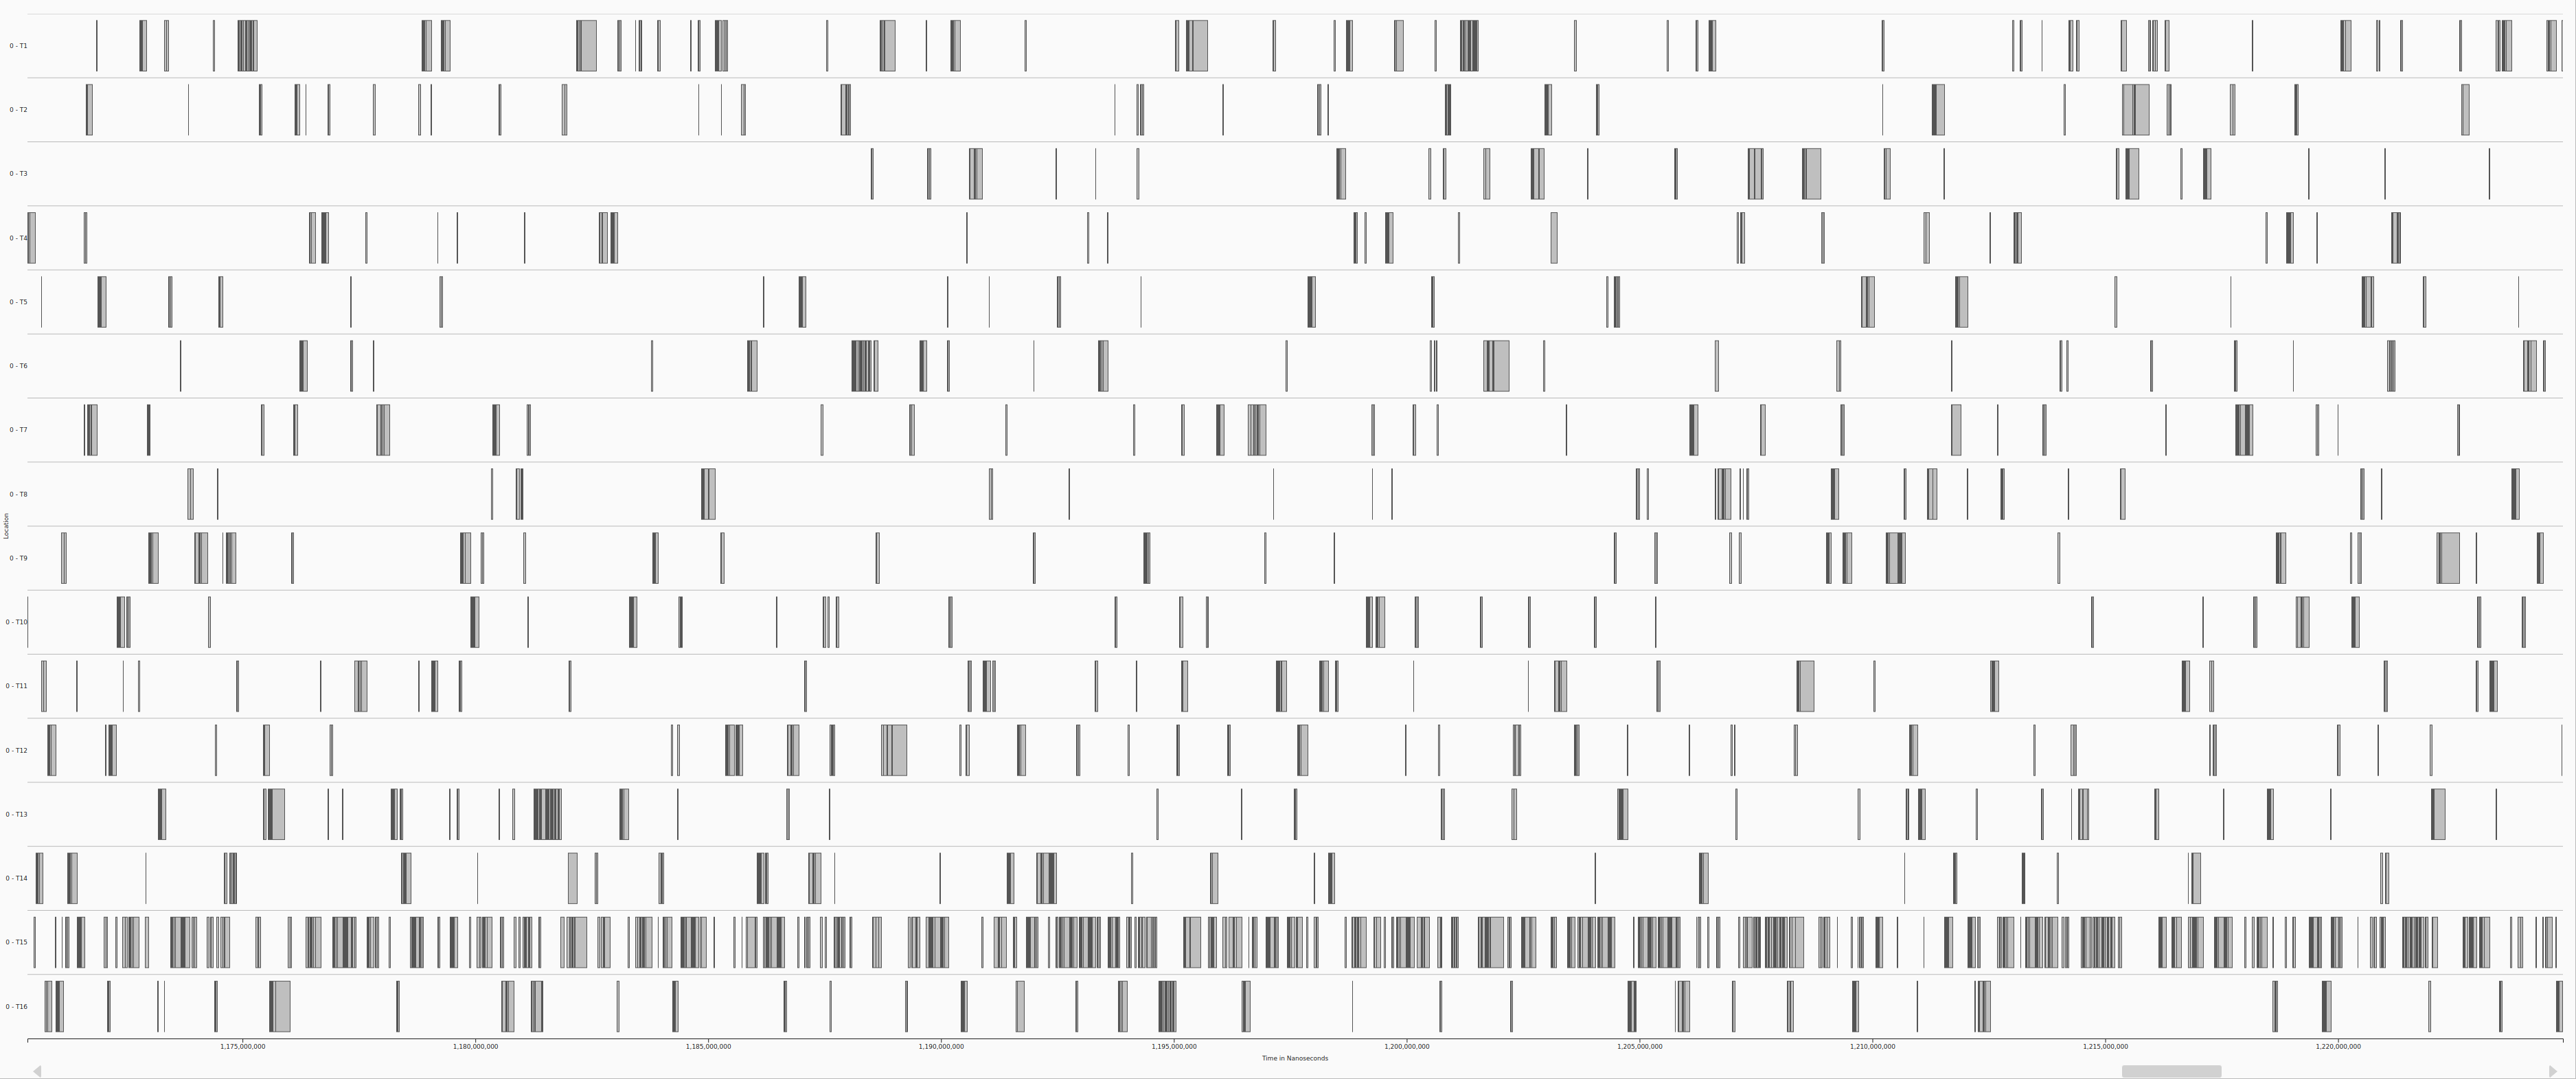 0 - T1
0 - T2
0 - T3
0 - T4
0 - T5
0 - T6
0 - T7
0 - T8
Location
0 - T9
0 - T10
0 - T11
0 - T12
0 - T13
0 - T14
0 - T15
0 - T16
1,175,000,000 1,180,000,000 1,185,000,000 1,190,000,000 1,195,000,000 1,200,000,000 1,205,000,000 1,210,000,000 1,215,000,000 1,220,000,000
Time in Nanoseconds